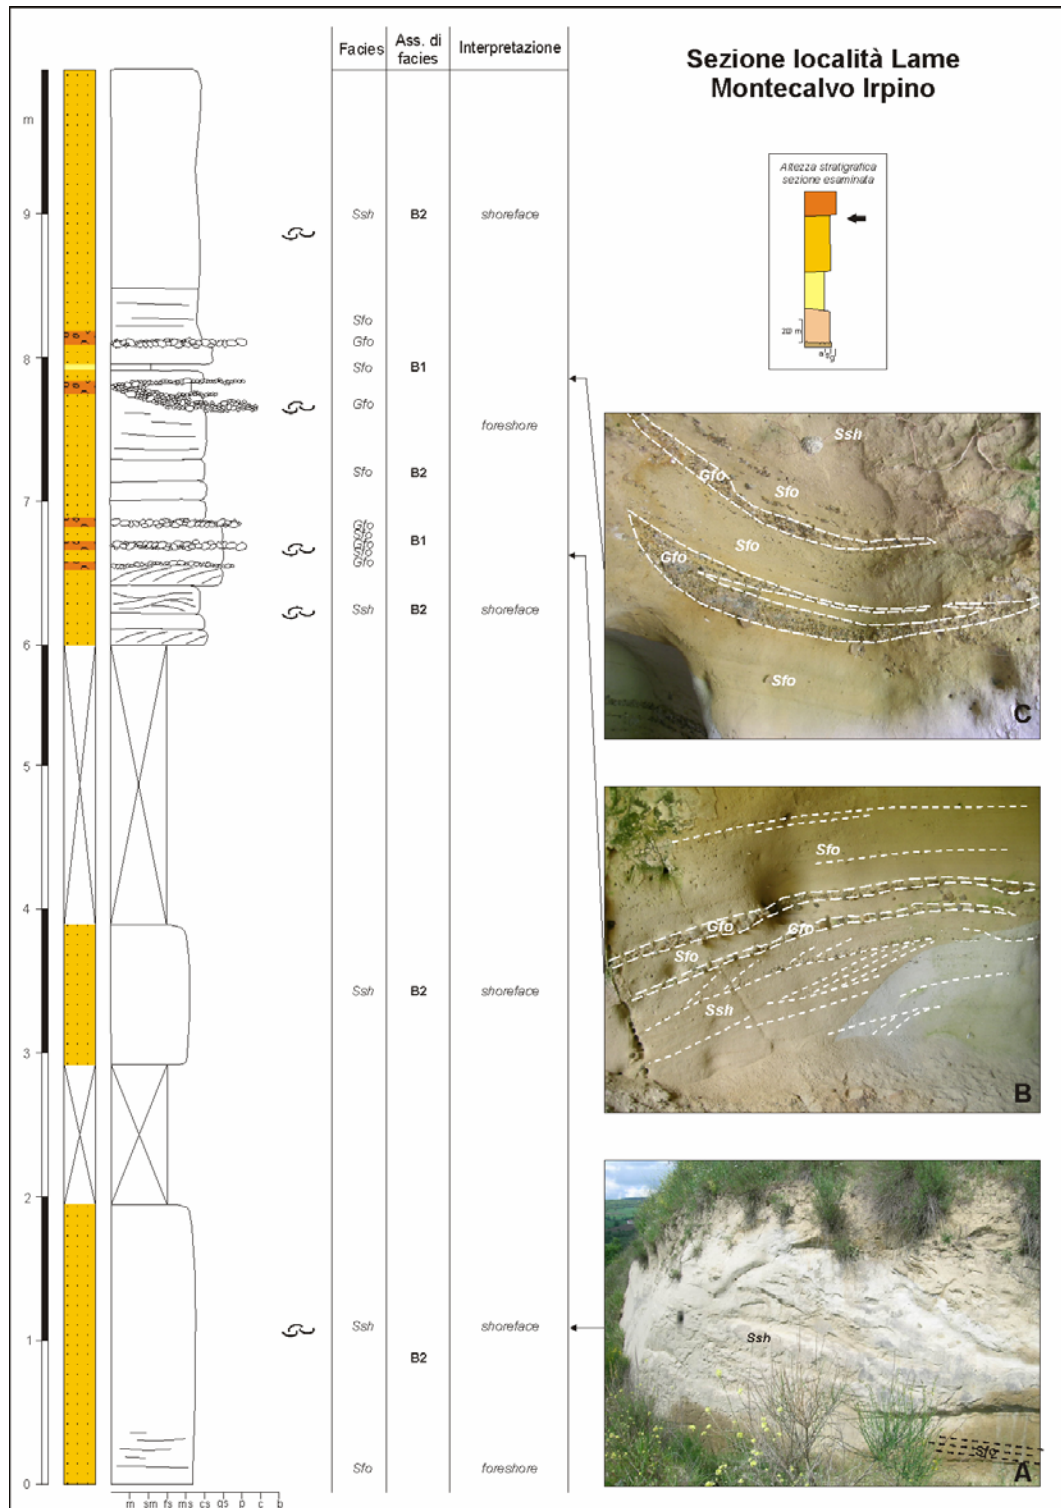 Facies
Ass. di
facies
Interpretazione
Sezione località Lame
Montecalvo Irpino
Altezza stratigrafica
sezione esaminata
m
9
Ssh
B2
shoreface
Sfo
Gfo
8
Sfo
B1
Gfo
foreshore
Sfo
B2
7
Gfo
Sfo
Gfo
B1
Sfo
Gfo
Ssh
B2
shoreface
6
5
4
Ssh
B2
shoreface
3
2
Ssh
shoreface
1
B2
Sfo
foreshore
0
m sm fs ms cs gs p c b
Ssh
Gfo
Sfo
Sfo
Gfo
Sfo
C
Sfo
Gfo
Gfo
Sfo
Ssh
B
Ssh
Sfo
A